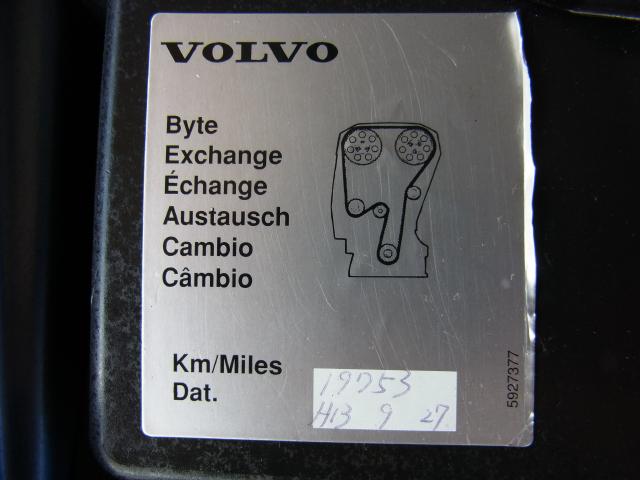 VOLVO
Byte
Exchange
Échange
Austausch
Cambio
Câmbio
Km/Miles 19753
Dat. H13 9 27
5927377